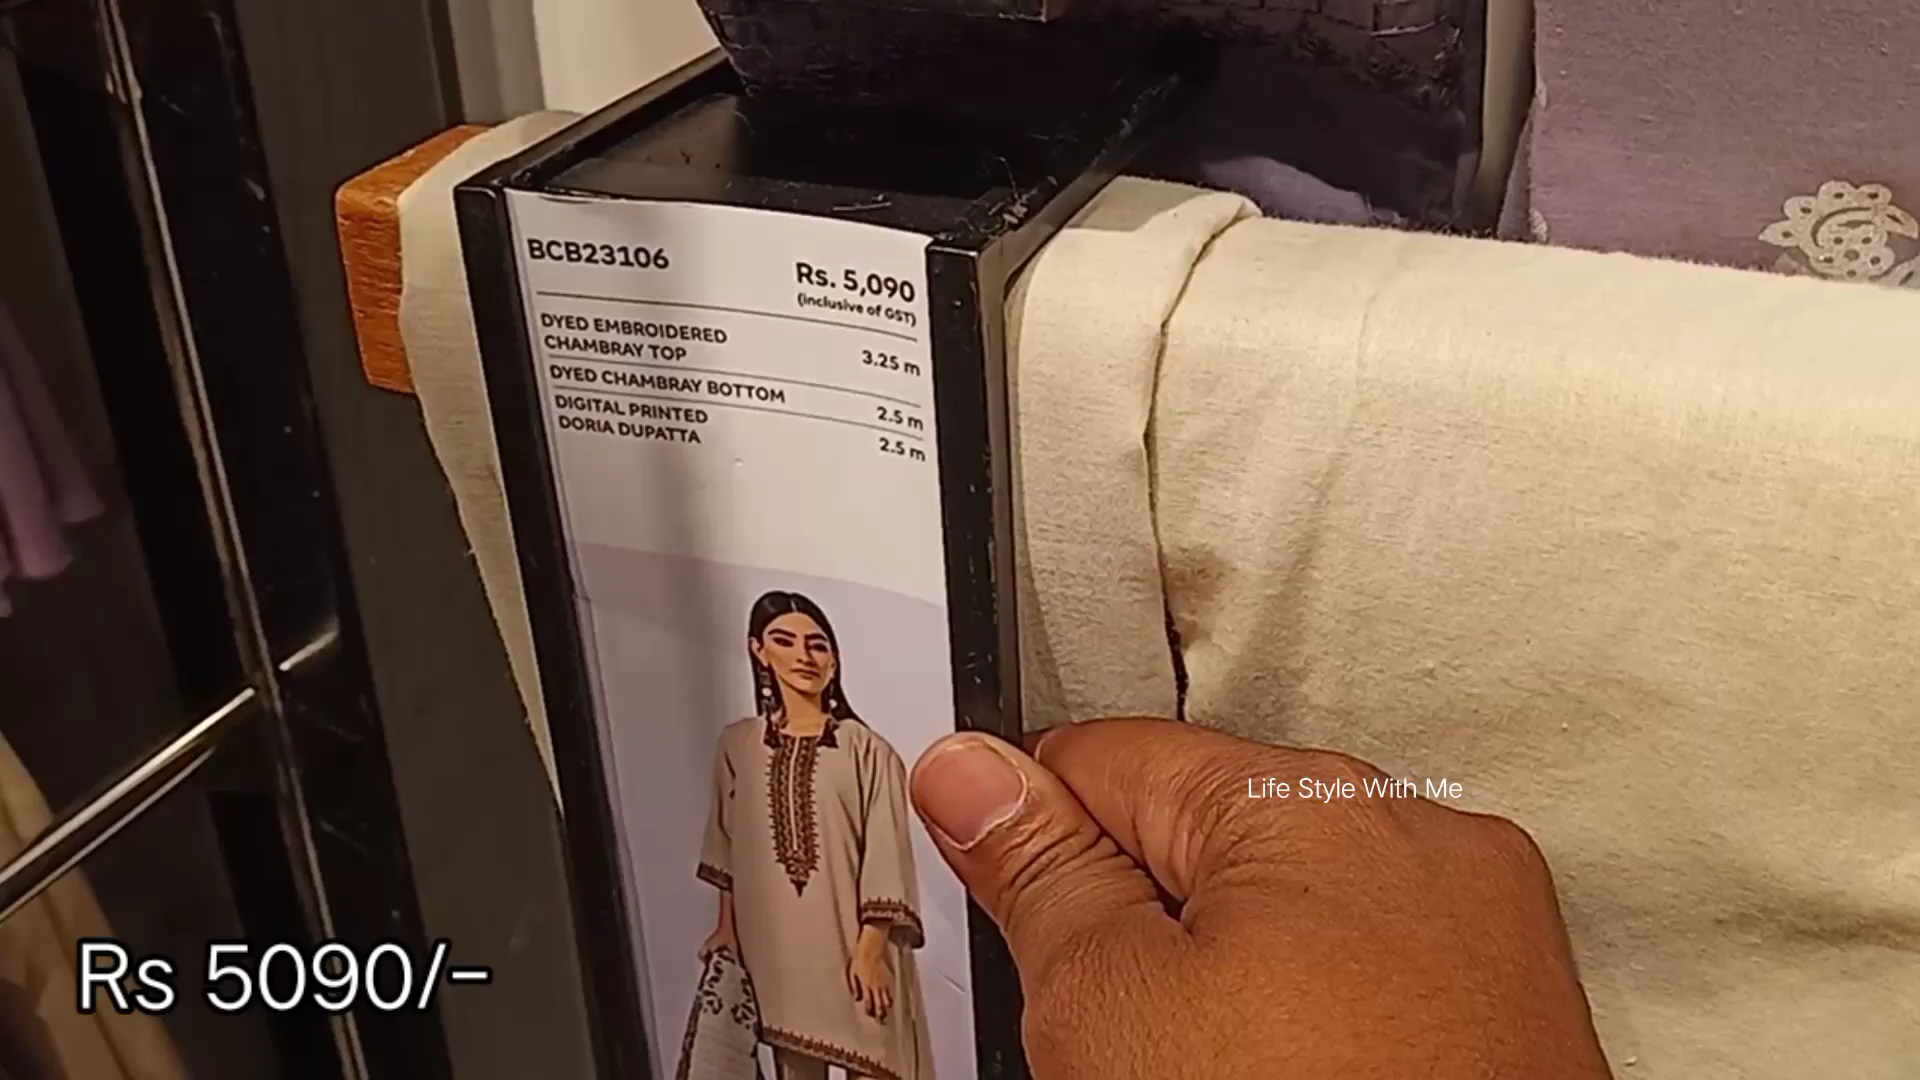 BCB23106
Rs. 5,090
(inclusive of GST)
DYED EMBROIDERED
CHAMBRAY TOP
3.25 m
DYED CHAMBRAY BOTTOM
2.5 m
DIGITAL PRINTED
DORIA DUPATTA
2.5 m
Life Style With Me
Rs 5090/-